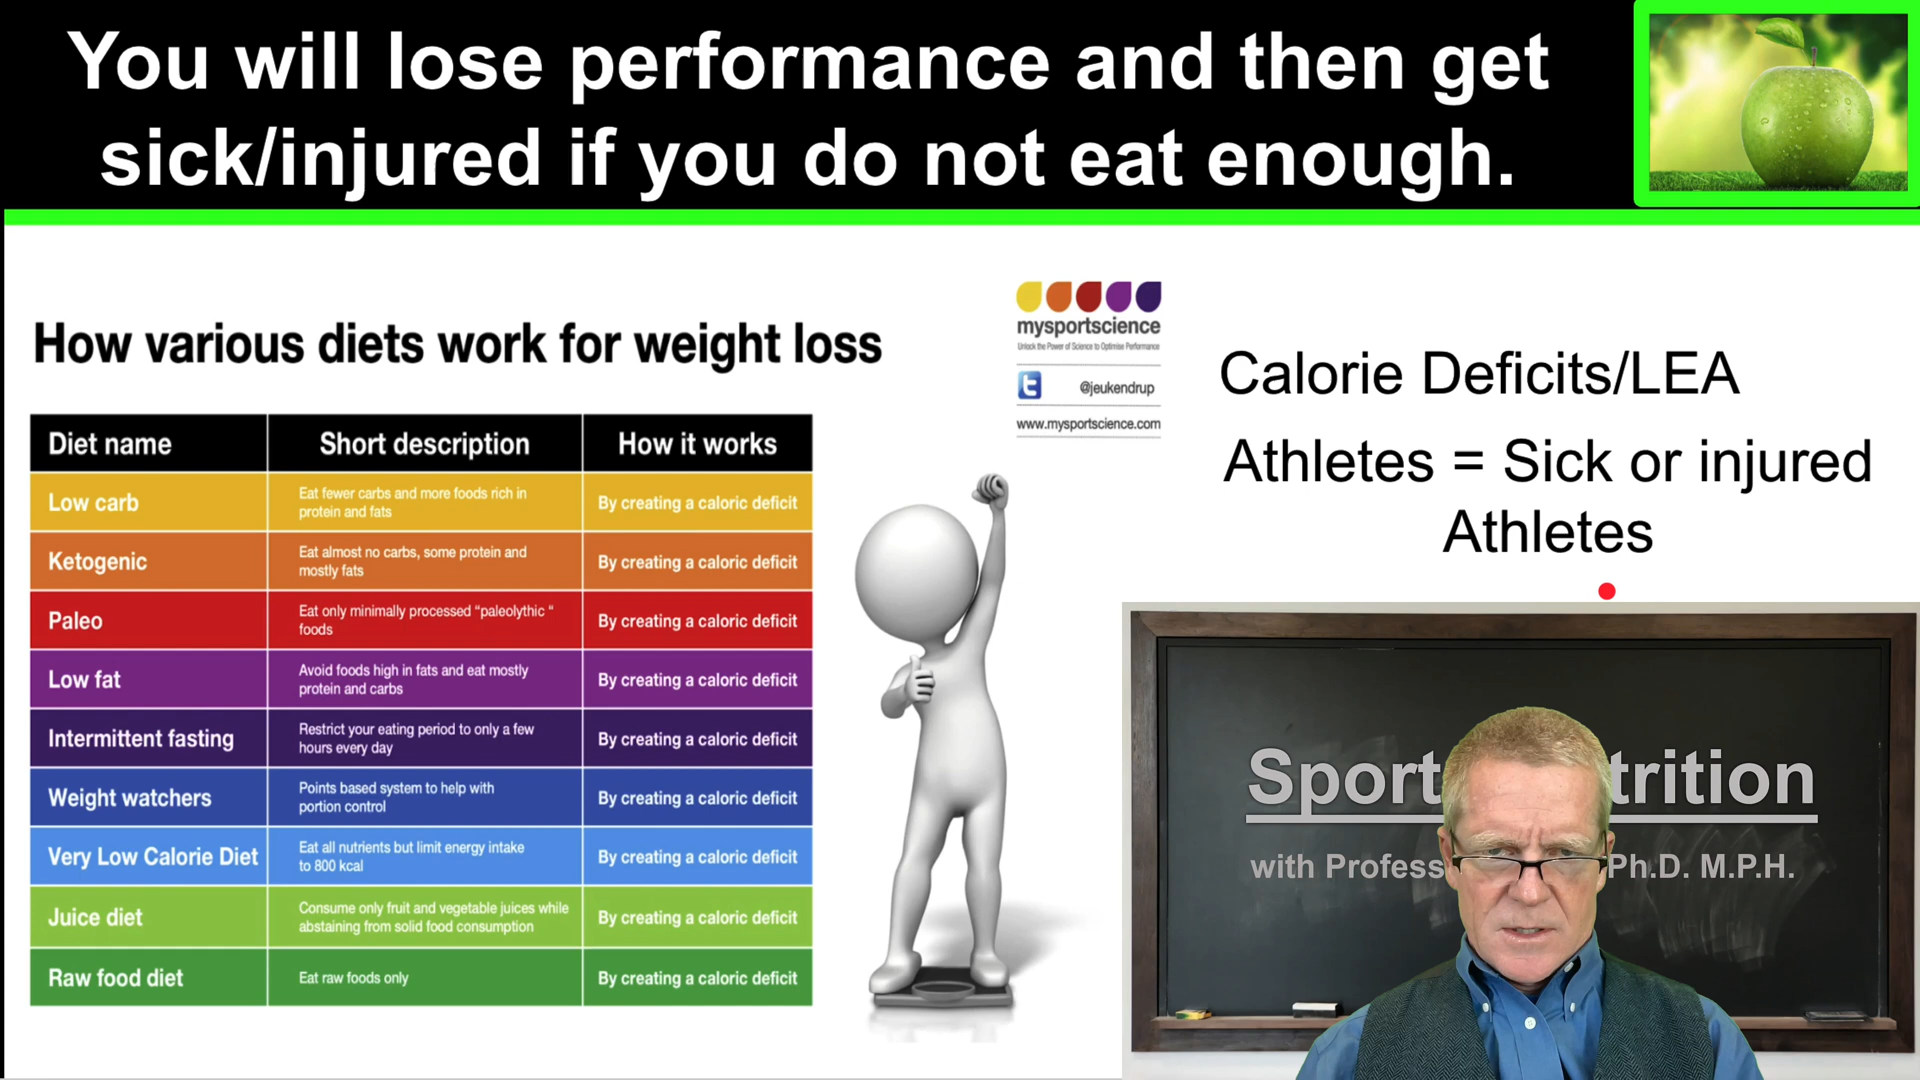 You will lose performance and then get
sick/injured if you do not eat enough.
How various diets work for weight loss
mysportscience
Unlock the Power of Science to Optimise Performance
@jeukendrup
www.mysportscience.com
Diet name Short description How it works
Low carb Eat fewer carbs and more foods rich in
protein and fats By creating a caloric deficit
Ketogenic Eat almost no carbs, some protein and
mostly fats By creating a caloric deficit
Paleo Eat only minimally processed “paleolythic “
foods By creating a caloric deficit
Low fat Avoid foods high in fats and eat mostly
protein and carbs By creating a caloric deficit
Intermittent fasting Restrict your eating period to only a few
hours every day By creating a caloric deficit
Weight watchers Points based system to help with
portion control By creating a caloric deficit
Very Low Calorie Diet Eat all nutrients but limit energy intake
to 800 kcal By creating a caloric deficit
Juice diet Consume only fruit and vegetable juices while
abstaining from solid food consumption By creating a caloric deficit
Raw food diet Eat raw foods only By creating a caloric deficit
Calorie Deficits/LEA
Athletes = Sick or injured
Athletes
Sport trition
with Profess Ph.D. M.P.H.